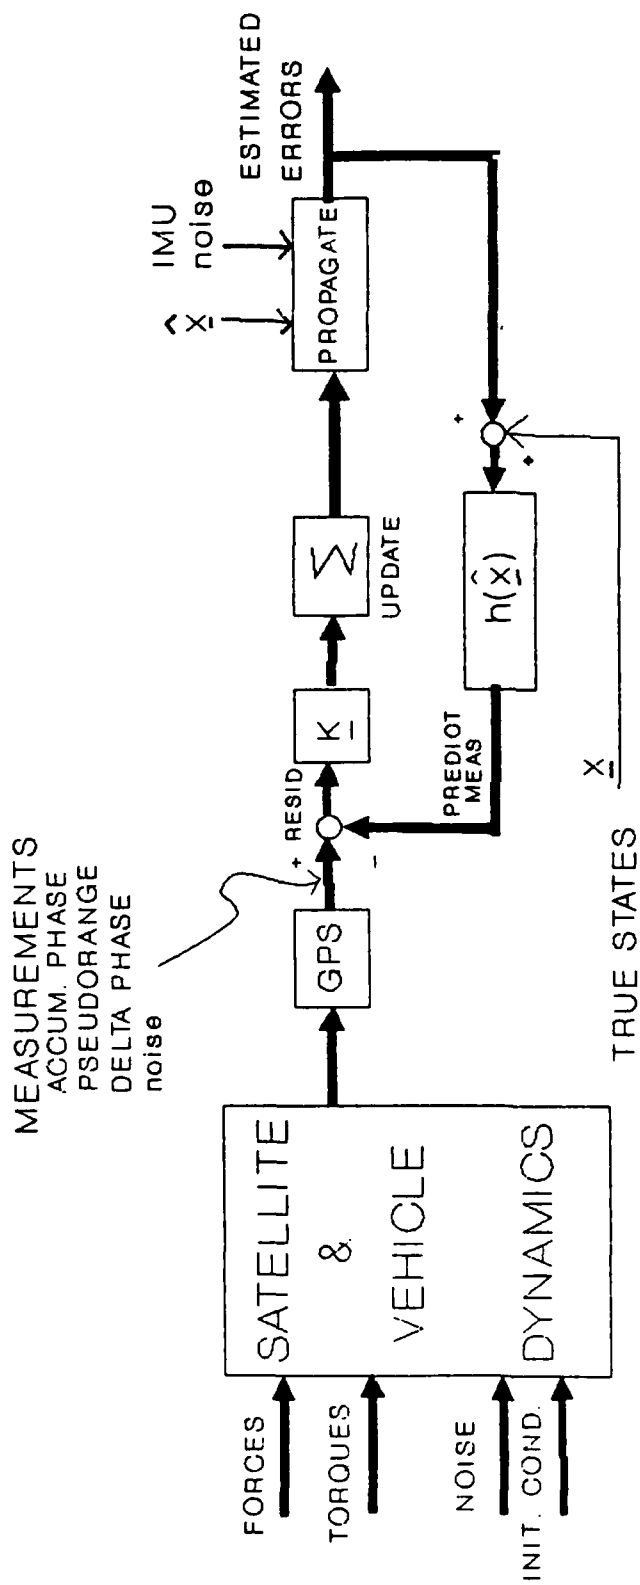 MEASUREMENTS
ACCUM. PHASE
PSEUDORANGE
DELTA PHASE
noise
FORCES
TORQUES
NOISE
INIT. COND.
SATELLITE
&
VEHICLE
DYNAMICS
GPS
+
-
RESID
K
Σ
UPDATE
x̂
IMU
noise
PROPAGATE
ESTIMATED
ERRORS
+
+
h(x̂)
PREDIOT
MEAS
x
TRUE STATES